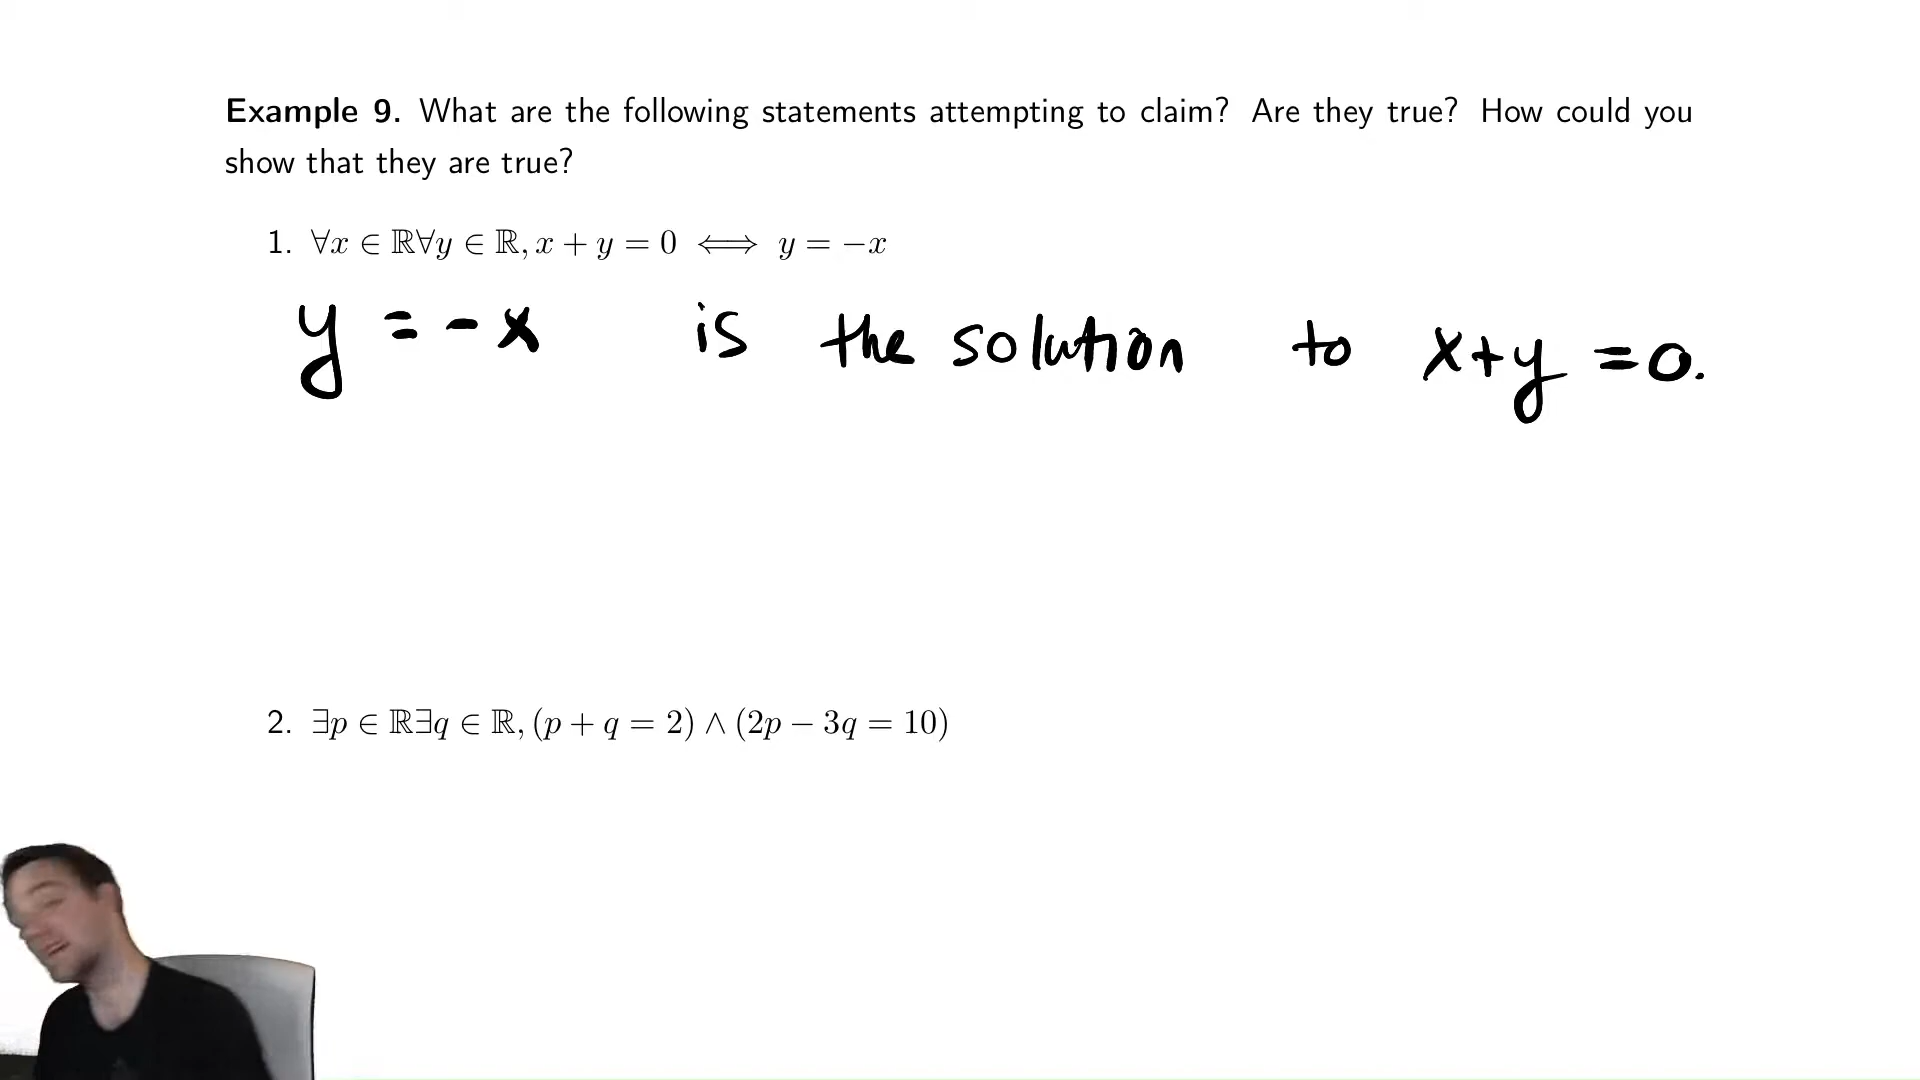 Example 9. What are the following statements attempting to claim? Are they true? How could you
show that they are true?
1. ∀x ∈ ℝ∀y ∈ ℝ, x + y = 0 ⟺ y = −x
y = - x is the solution to x+y =0.
2. ∃p ∈ ℝ∃q ∈ ℝ, (p + q = 2) ∧ (2p − 3q = 10)